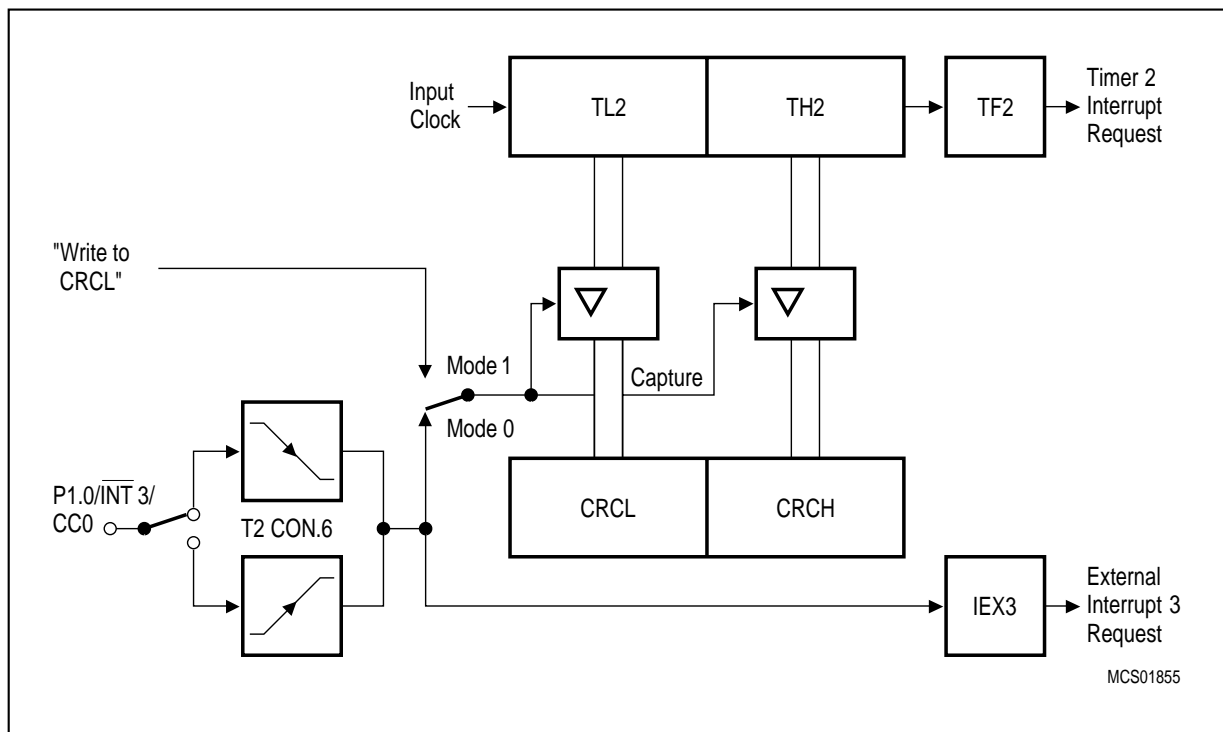 Input
Clock
TL2
TH2
TF2
Timer 2
Interrupt
Request
"Write to
CRCL"
Mode 1
Capture
Mode 0
P1.0/INT 3/
CC0
T2 CON.6
CRCL
CRCH
IEX3
External
Interrupt 3
Request
MCS01855